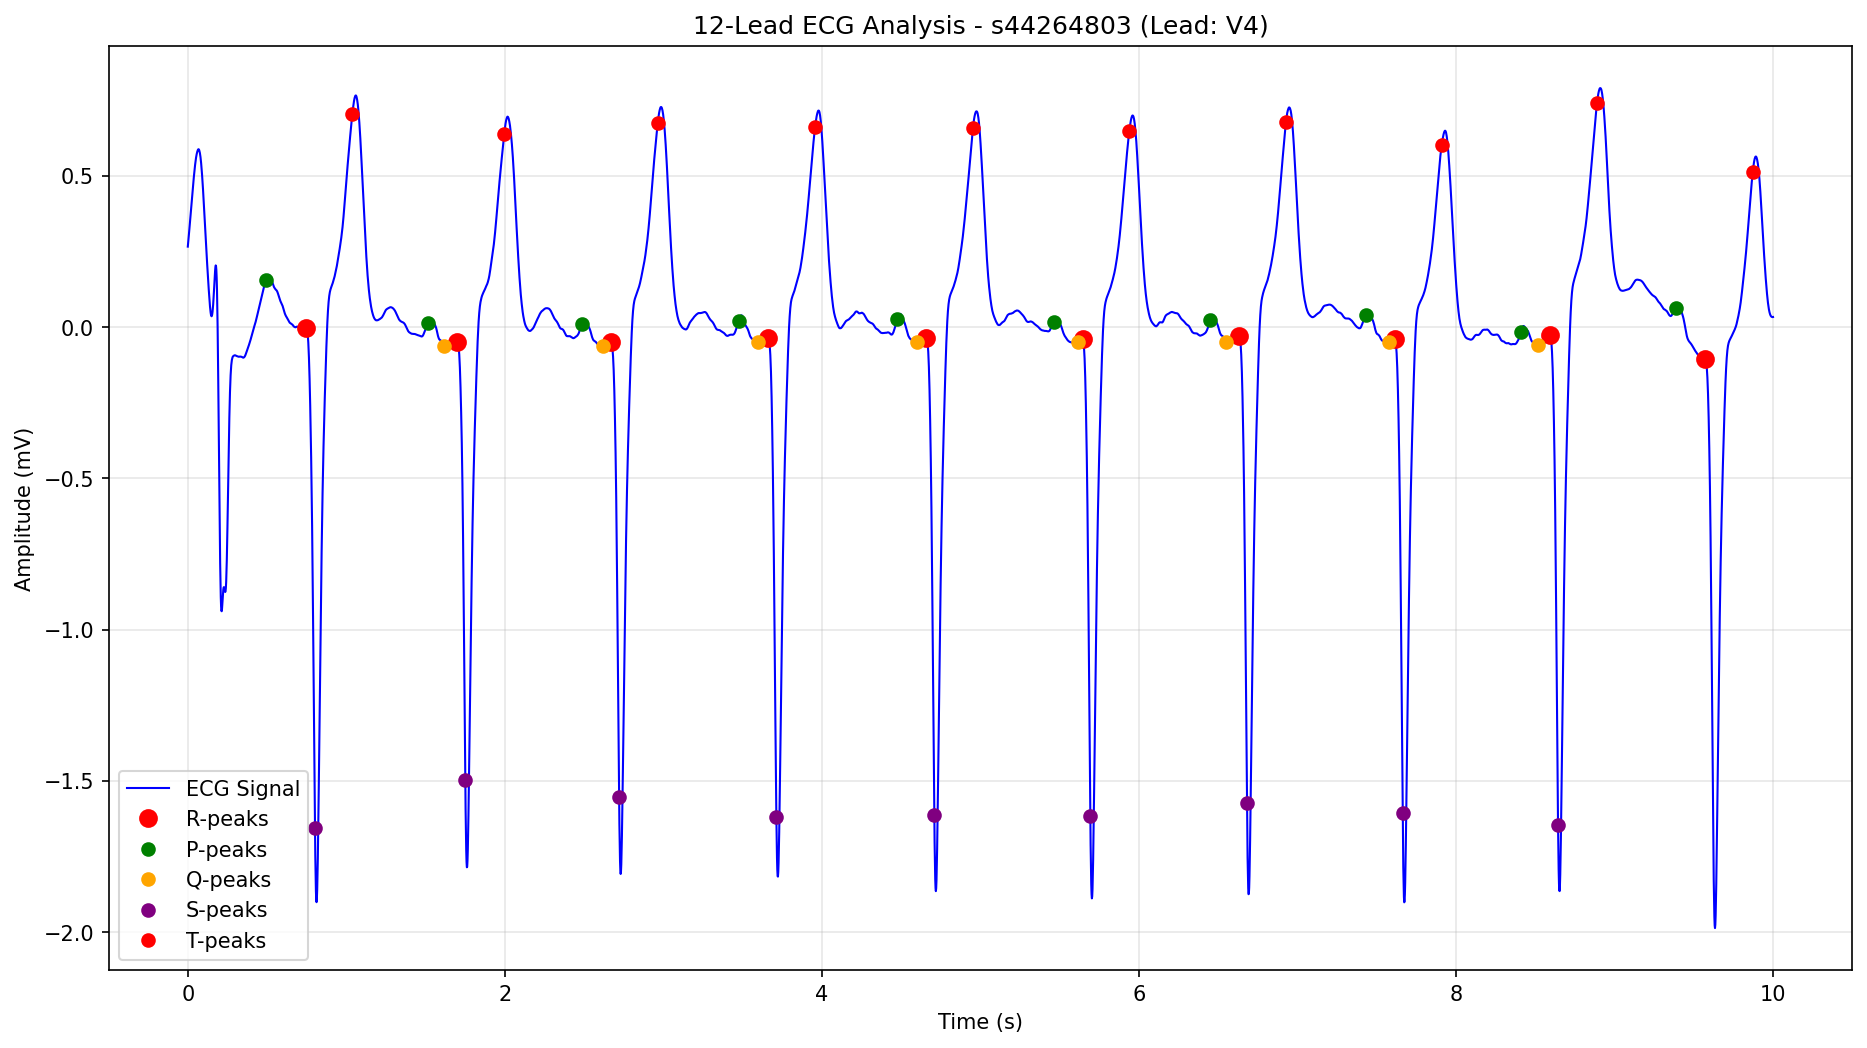 12-Lead ECG Analysis - s44264803 (Lead: V4)
Amplitude (mV)
0.5
0.0
−0.5
−1.0
−1.5
−2.0
ECG Signal
R-peaks
P-peaks
Q-peaks
S-peaks
T-peaks
0 2 4 6 8 10
Time (s)